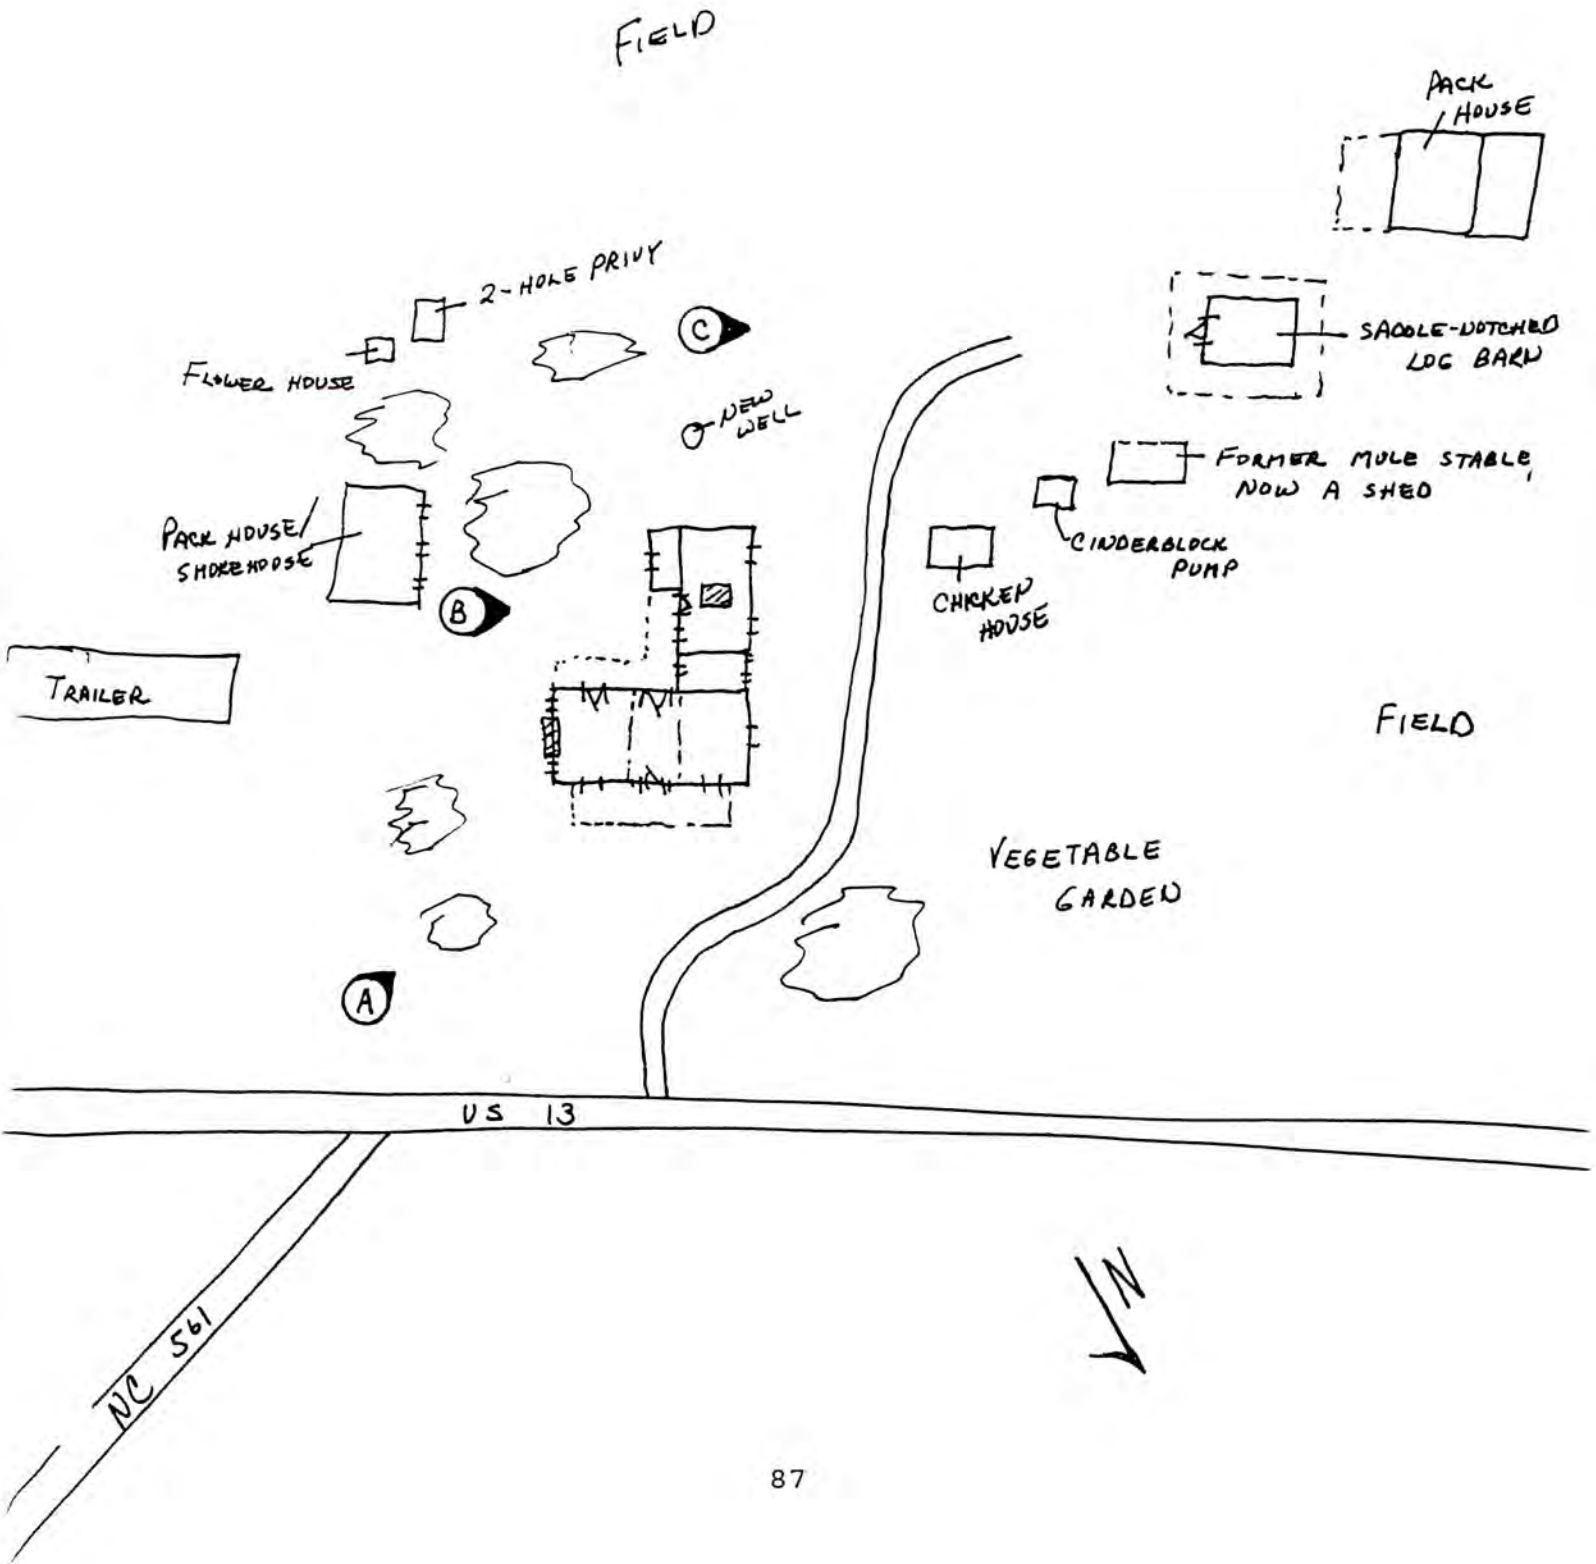 FIELD
PACK
HOUSE
2-HOLE PRIVY
C
SADDLE-NOTCHED
LOG BARN
FLOWER HOUSE
NEW
WELL
FORMER MULE STABLE,
NOW A SHED
PACK HOUSE/
SMOKEHOUSE
CINDERBLOCK
PUMP
B
CHICKEN
HOUSE
TRAILER
FIELD
VEGETABLE
GARDEN
A
US 13
N
NC 561
87